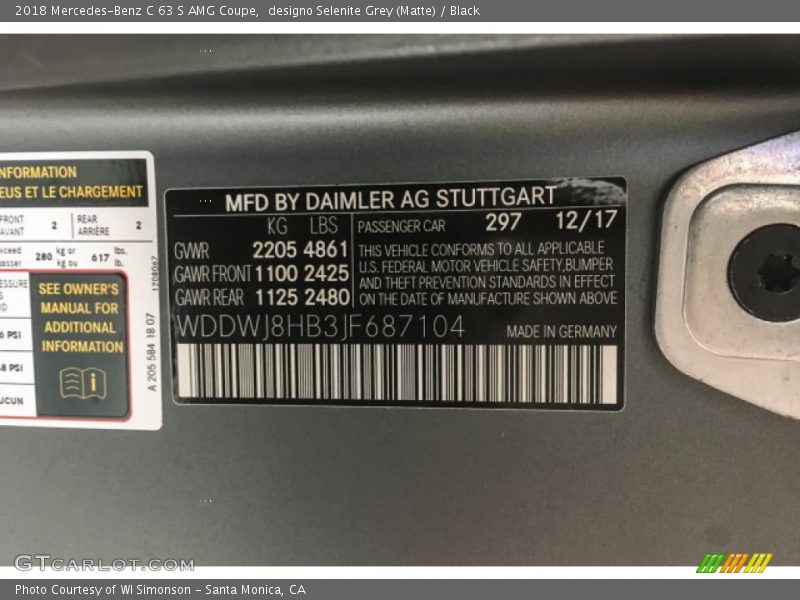 2018 Mercedes-Benz C 63 S AMG Coupe, designo Selenite Grey (Matte) / Black
NFORMATION
EUS ET LE CHARGEMENT
FRONT
AVANT
2
REAR
ARRIÈRE
2
280
kg or
kg ou
617
lbs.
lb.
SEE OWNER'S
MANUAL FOR
ADDITIONAL
INFORMATION
PSI
8 PSI
UCUN
A 205 584 18 07
1208067
MFD BY DAIMLER AG STUTTGART
KG LBS
GVWR 2205 4861
GAWR FRONT 1100 2425
GAWR REAR 1125 2480
PASSENGER CAR 297 12/17
THIS VEHICLE CONFORMS TO ALL APPLICABLE
U.S. FEDERAL MOTOR VEHICLE SAFETY, BUMPER
AND THEFT PREVENTION STANDARDS IN EFFECT
ON THE DATE OF MANUFACTURE SHOWN ABOVE
WDDWJ8HB3JF687104
MADE IN GERMANY
GTCarLot.com
Photo Courtesy of WI Simonson - Santa Monica, CA